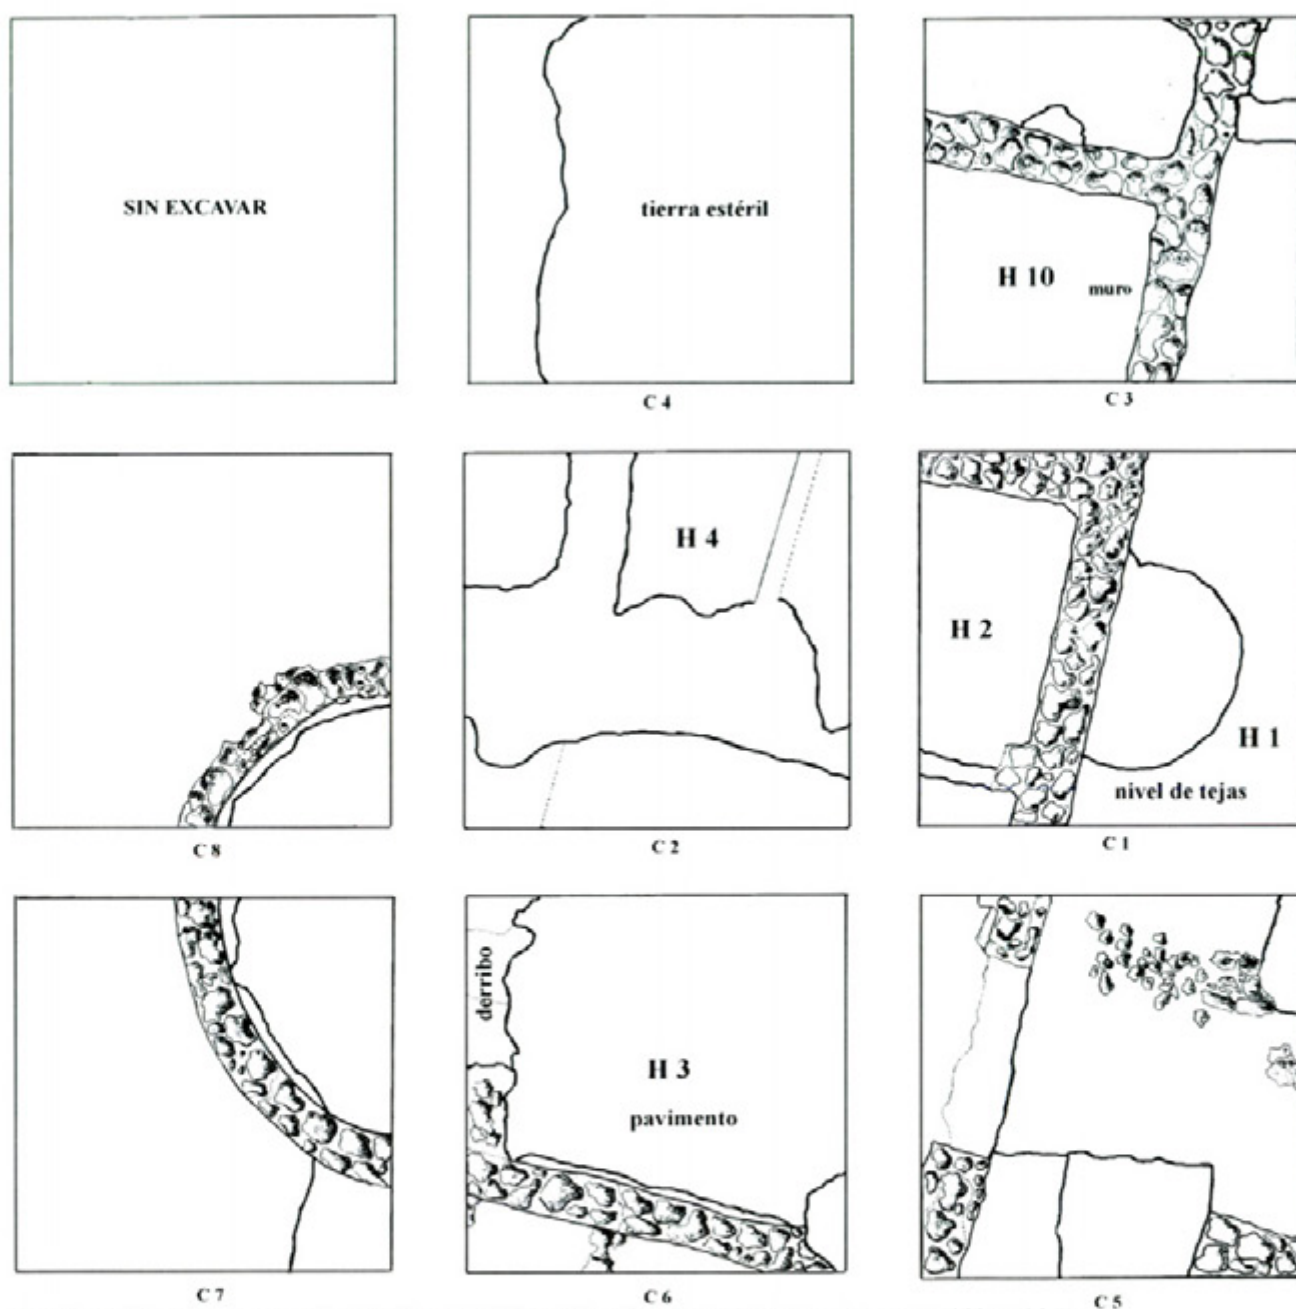 SIN EXCAVAR
tierra estéril
C 4
H 10
muro
C 3
C 8
H 4
C 2
H 2
H 1
nivel de tejas
C 1
C 7
derribo
H 3
pavimento
C 6
C 5